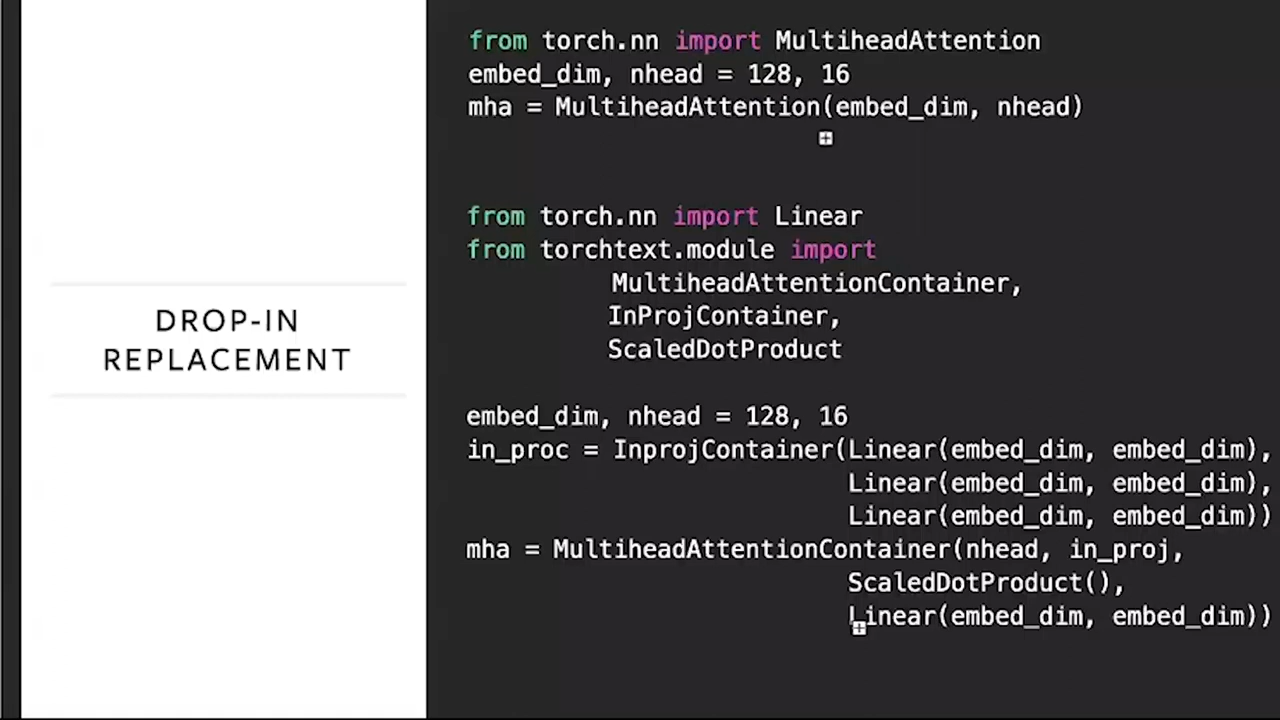 DROP-IN
REPLACEMENT
from torch.nn import MultiheadAttention
embed_dim, nhead = 128, 16
mha = MultiheadAttention(embed_dim, nhead)
from torch.nn import Linear
from torchtext.module import
MultiheadAttentionContainer,
InProjContainer,
ScaledDotProduct
embed_dim, nhead = 128, 16
in_proc = InprojContainer(Linear(embed_dim, embed_dim),
Linear(embed_dim, embed_dim),
Linear(embed_dim, embed_dim))
mha = MultiheadAttentionContainer(nhead, in_proj,
ScaledDotProduct(),
Linear(embed_dim, embed_dim))